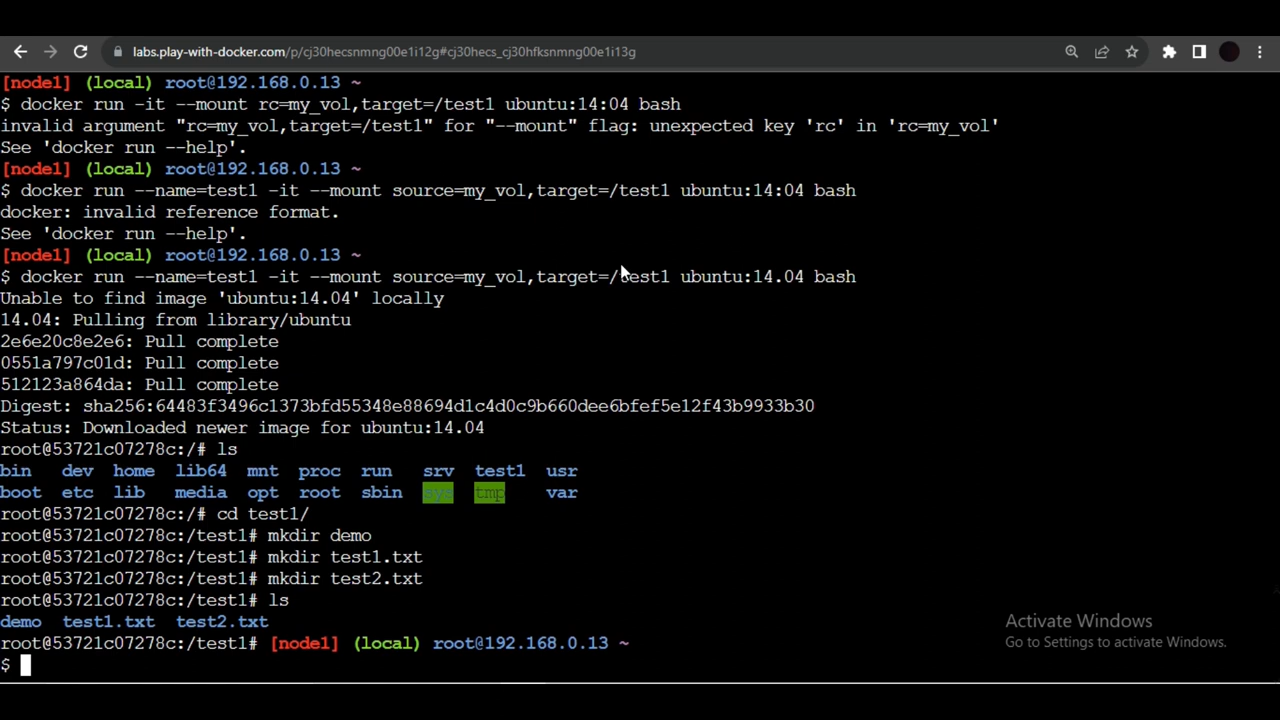 labs.play-with-docker.com/p/cj30hecsnmng00e1i12g#cj30hecs_cj30hfksnmng00e1i13g
[node1] (local) root@192.168.0.13 ~
$ docker run -it --mount rc=my_vol,target=/test1 ubuntu:14:04 bash
invalid argument "rc=my_vol,target=/test1" for "--mount" flag: unexpected key 'rc' in 'rc=my_vol'
See 'docker run --help'.
[node1] (local) root@192.168.0.13 ~
$ docker run --name=test1 -it --mount source=my_vol,target=/test1 ubuntu:14:04 bash
docker: invalid reference format.
See 'docker run --help'.
[node1] (local) root@192.168.0.13 ~
$ docker run --name=test1 -it --mount source=my_vol,target=/test1 ubuntu:14.04 bash
Unable to find image 'ubuntu:14.04' locally
14.04: Pulling from library/ubuntu
2e6e20c8e2e6: Pull complete
0551a797c01d: Pull complete
512123a864da: Pull complete
Digest: sha256:64483f3496c1373bfd55348e88694d1c4d0c9b660dee6bfef5e12f43b9933b30
Status: Downloaded newer image for ubuntu:14.04
root@53721c07278c:/# ls
bin dev home lib64 mnt proc run srv test1 usr
boot etc lib media opt root sbin sys tmp var
root@53721c07278c:/# cd test1/
root@53721c07278c:/test1# mkdir demo
root@53721c07278c:/test1# mkdir test1.txt
root@53721c07278c:/test1# mkdir test2.txt
root@53721c07278c:/test1# ls
demo test1.txt test2.txt
root@53721c07278c:/test1# [node1] (local) root@192.168.0.13 ~
$
Activate Windows
Go to Settings to activate Windows.